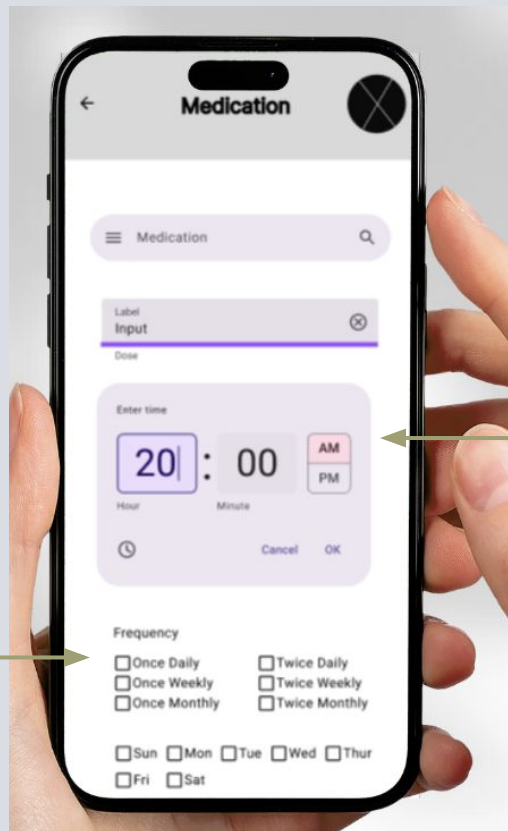 Medication
Medication
Label
Input
Dose
Enter time
20 : 00 AM
PM
Hour Minute
Cancel OK
Frequency
Once Daily Twice Daily
Once Weekly Twice Weekly
Once Monthly Twice Monthly
Sun Mon Tue Wed Thur
Fri Sat